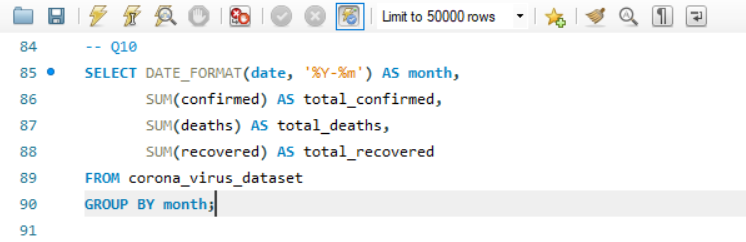 Limit to 50000 rows
84 -- Q10
85 SELECT DATE_FORMAT(date, '%Y-%m') AS month,
86 SUM(confirmed) AS total_confirmed,
87 SUM(deaths) AS total_deaths,
88 SUM(recovered) AS total_recovered
89 FROM corona_virus_dataset
90 GROUP BY month;
91